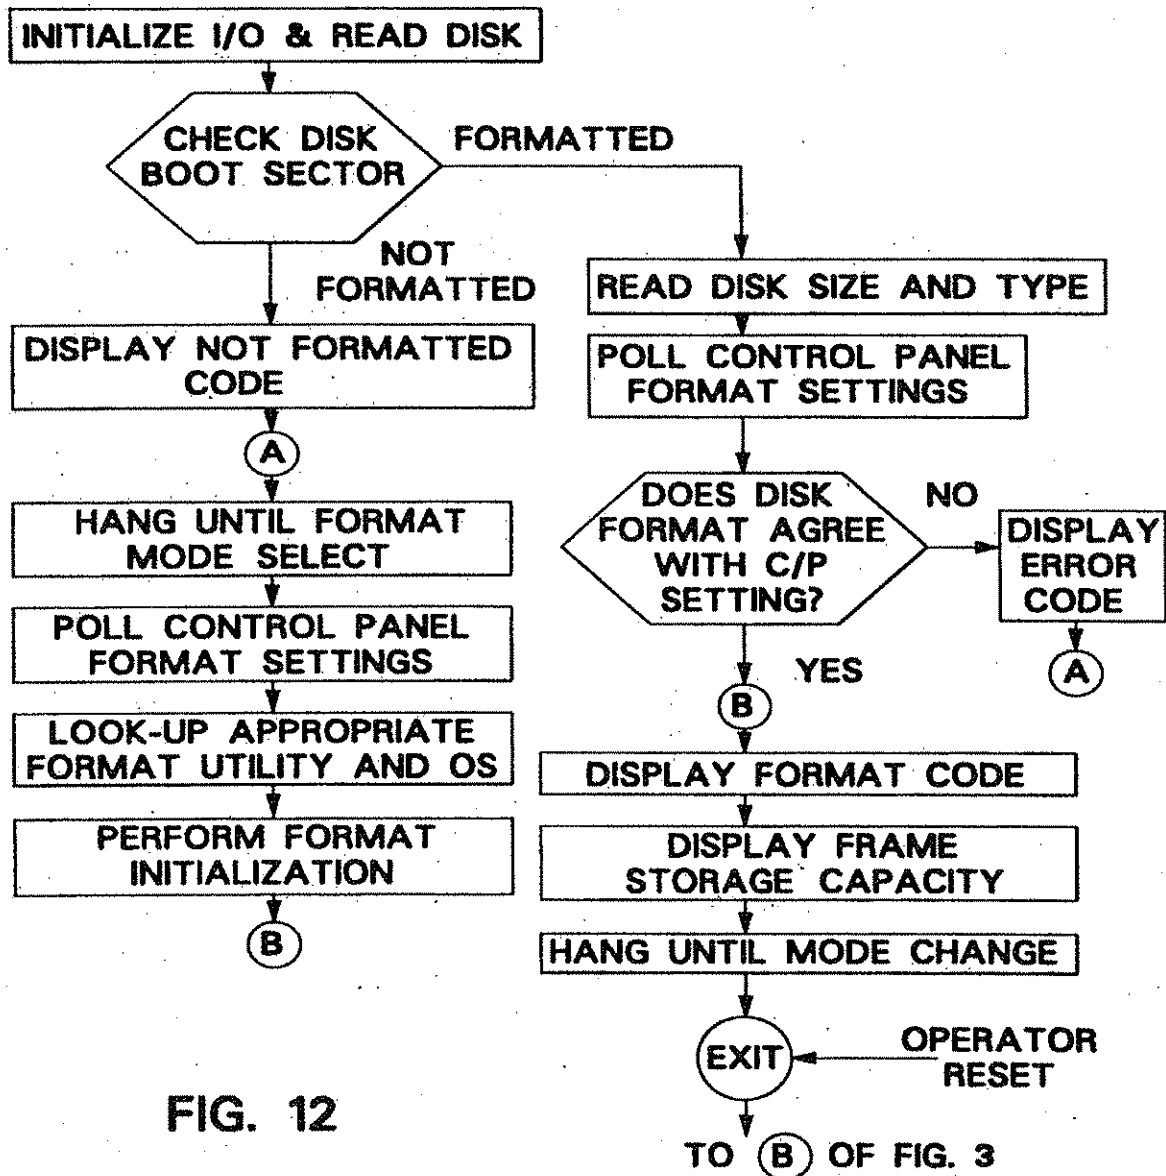 INITIALIZE I/O & READ DISK
CHECK DISK
BOOT SECTOR
FORMATTED
NOT
FORMATTED
DISPLAY NOT FORMATTED
CODE
A
HANG UNTIL FORMAT
MODE SELECT
POLL CONTROL PANEL
FORMAT SETTINGS
LOOK-UP APPROPRIATE
FORMAT UTILITY AND OS
PERFORM FORMAT
INITIALIZATION
B
READ DISK SIZE AND TYPE
POLL CONTROL PANEL
FORMAT SETTINGS
DOES DISK
FORMAT AGREE
WITH C/P
SETTING?
NO
DISPLAY
ERROR
CODE
A
YES
B
DISPLAY FORMAT CODE
DISPLAY FRAME
STORAGE CAPACITY
HANG UNTIL MODE CHANGE
EXIT
OPERATOR
RESET
TO B OF FIG. 3
FIG. 12